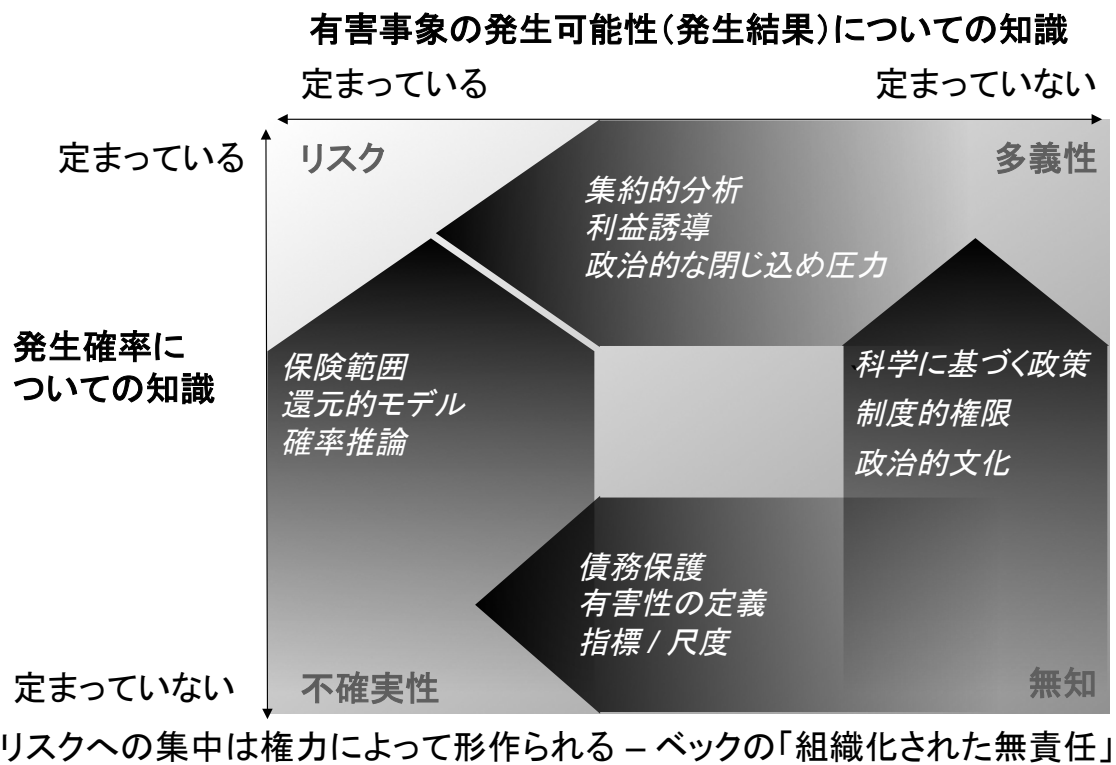 有害事象の発生可能性（発生結果）についての知識
定まっている
定まっていない
定まっている
リスク
多義性
集約的分析
利益誘導
政治的な閉じ込め圧力
発生確率に
ついての知識
保険範囲
還元的モデル
確率推論
科学に基づく政策
制度的権限
政治的文化
債務保護
有害性の定義
指標 / 尺度
定まっていない
不確実性
無知
リスクへの集中は権力によって形作られる – ベックの「組織化された無責任」